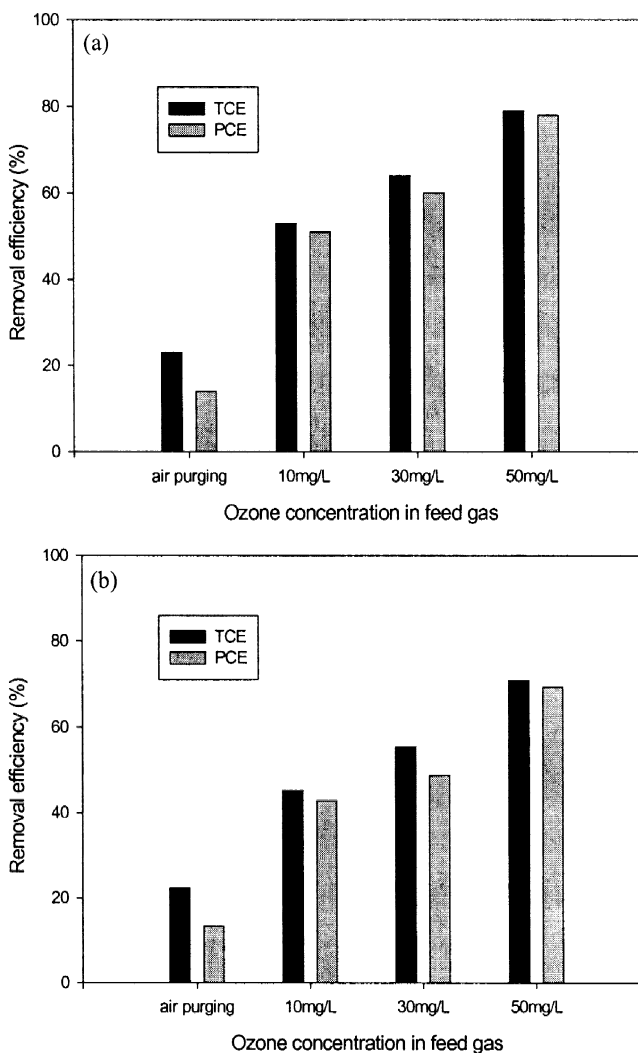 (a)
100
80
60
40
20
0
Removal efficiency (%)
TCE
PCE
air purging 10mg/L 30mg/L 50mg/L
Ozone concentration in feed gas
(b)
100
80
60
40
20
0
Removal efficiency (%)
TCE
PCE
air purging 10mg/L 30mg/L 50mg/L
Ozone concentration in feed gas